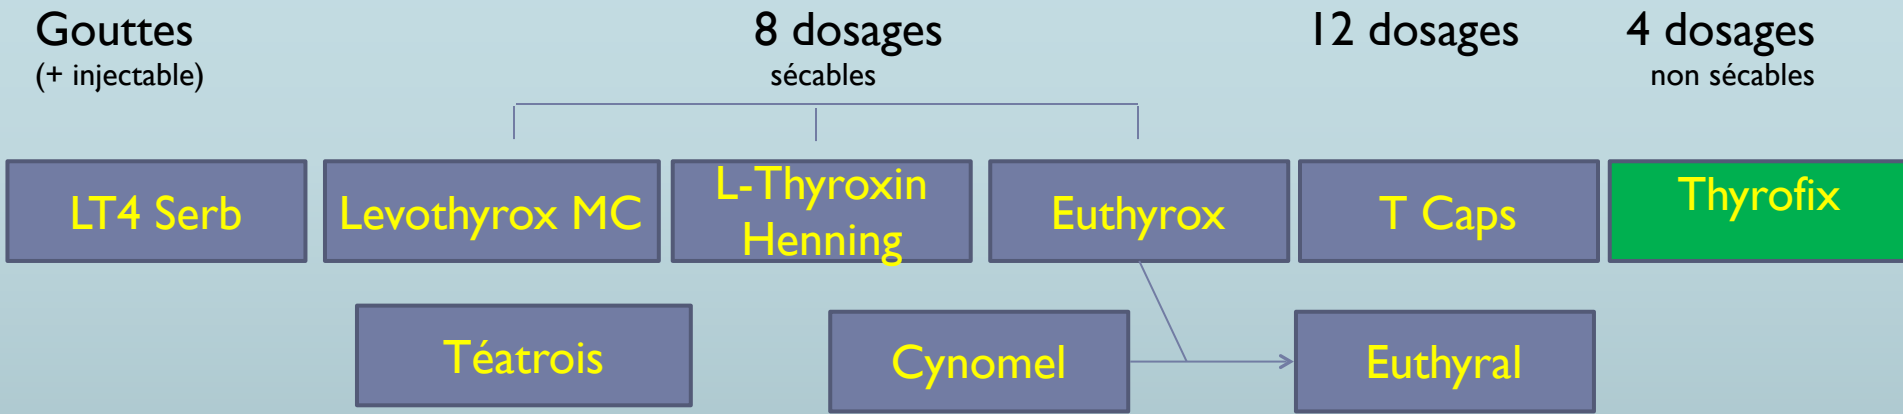 Gouttes
(+ injectable)
8 dosages
sécables
12 dosages
4 dosages
non sécables
LT4 Serb
Levothyrox MC
L-Thyroxin
Henning
Euthyrox
T Caps
Thyrofix
Téatrois
Cynomel
Euthyral